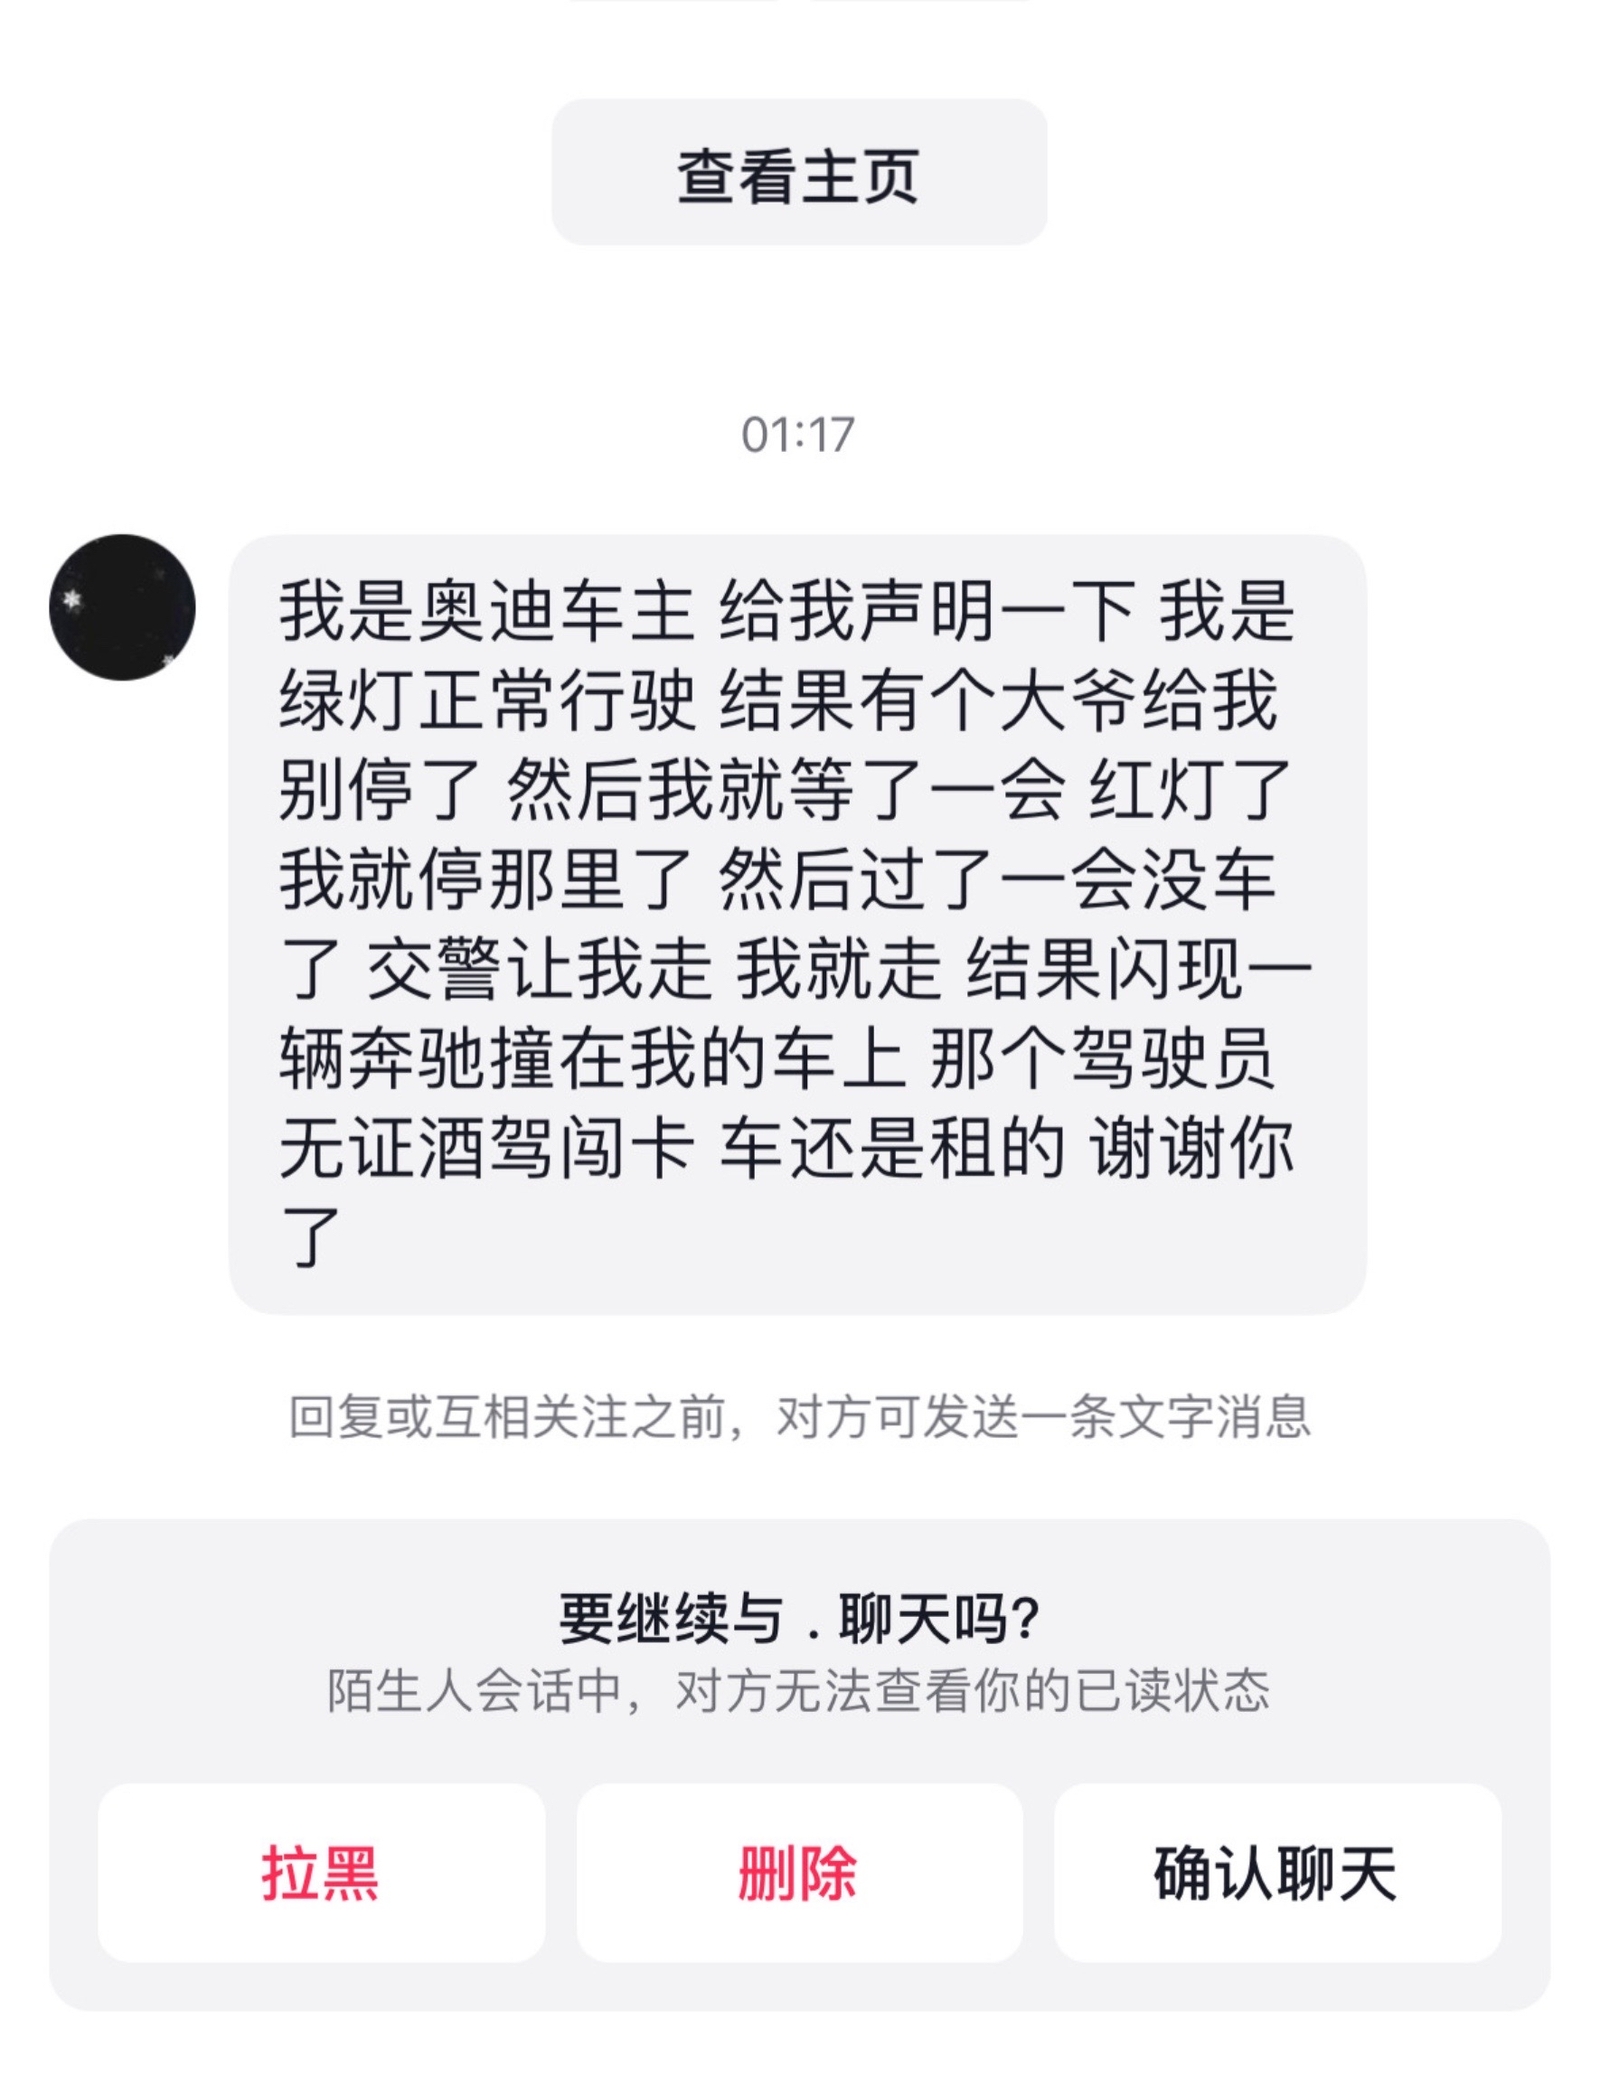 查看主页
01:17
我是奥迪车主 给我声明一下 我是
绿灯正常行驶 结果有个大爷给我
别停了 然后我就等了一会 红灯了
我就停那里了 然后过了一会没车
了 交警让我走 我就走 结果闪现一
辆奔驰撞在我的车上 那个驾驶员
无证酒驾闯卡 车还是租的 谢谢你
了
回复或互相关注之前，对方可发送一条文字消息
要继续与 . 聊天吗?
陌生人会话中，对方无法查看你的已读状态
拉黑
删除
确认聊天